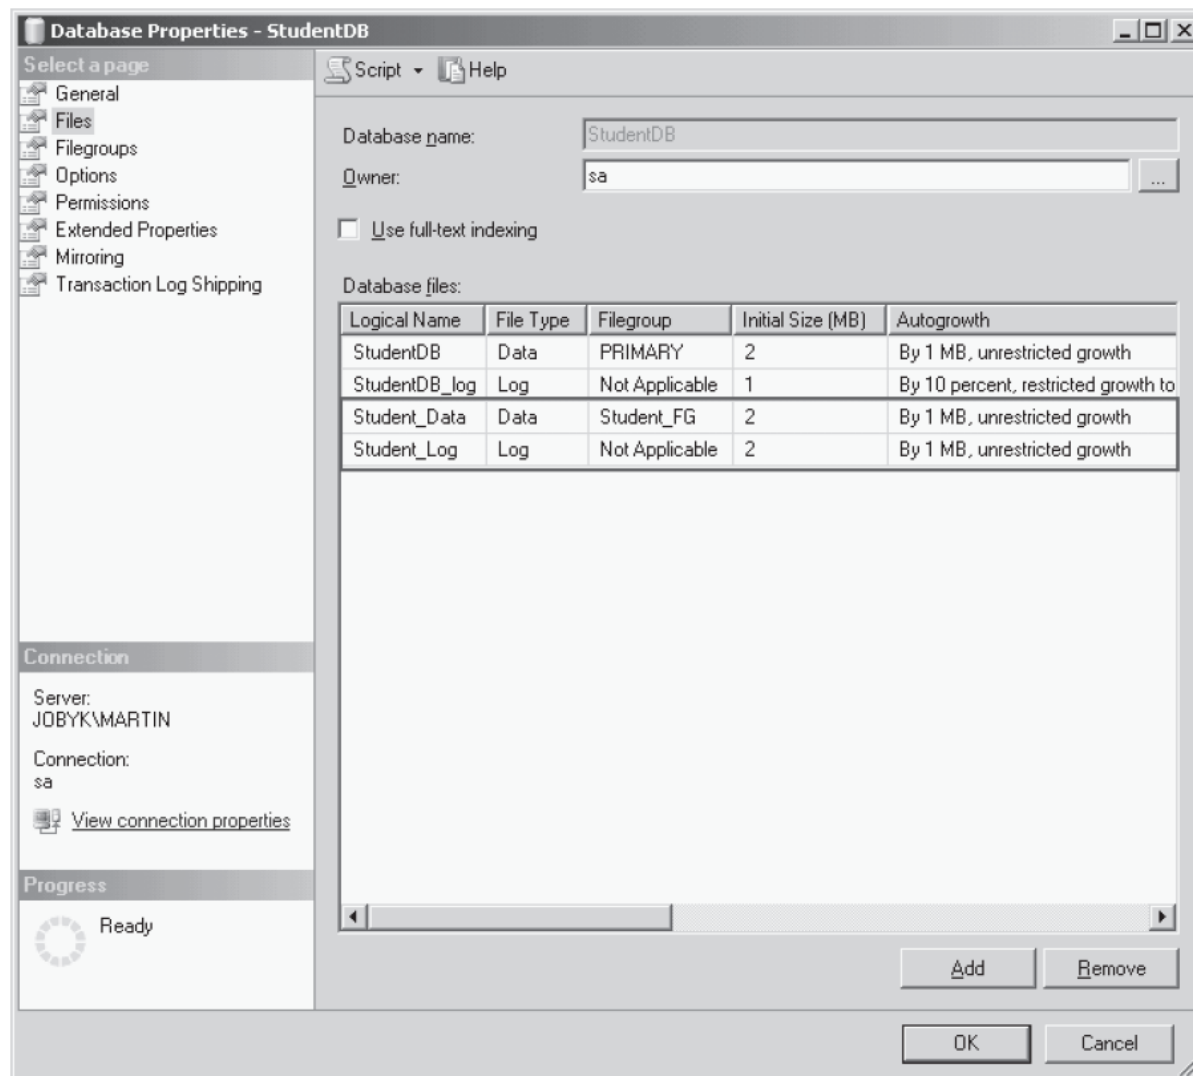 Database Properties - StudentDB
Select a page
General
Files
Filegroups
Options
Permissions
Extended Properties
Mirroring
Transaction Log Shipping
Connection
Server:
JOBYK\MARTIN
Connection:
sa
View connection properties
Progress
Ready
Script Help
Database name: StudentDB
Owner: sa ...
Use full-text indexing
Database files:
Logical Name File Type Filegroup Initial Size (MB) Autogrowth
StudentDB Data PRIMARY 2 By 1 MB, unrestricted growth
StudentDB_log Log Not Applicable 1 By 10 percent, restricted growth to
Student_Data Data Student_FG 2 By 1 MB, unrestricted growth
Student_Log Log Not Applicable 2 By 1 MB, unrestricted growth
Add Remove
OK Cancel